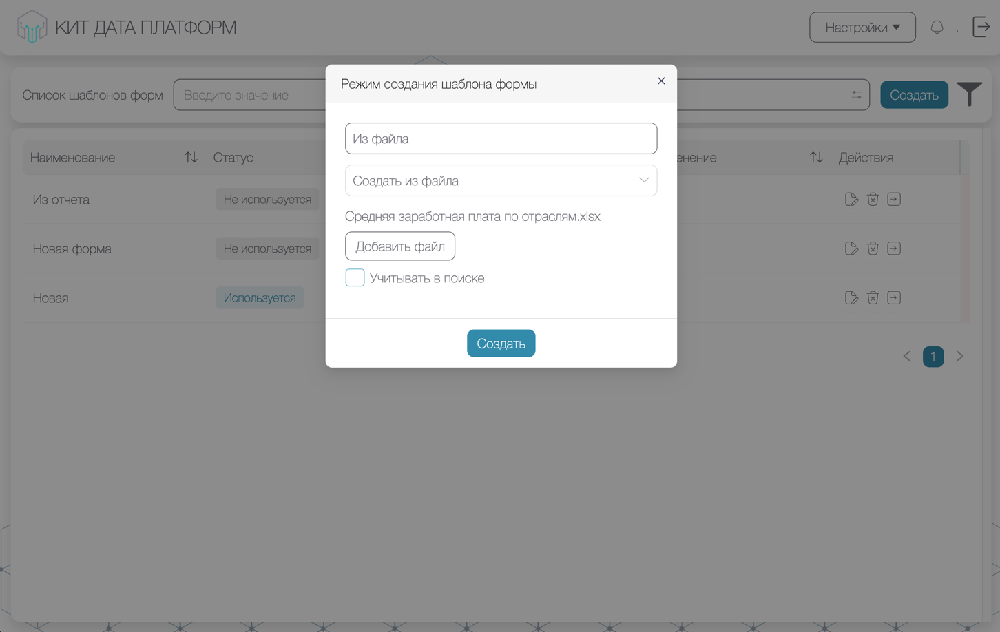 КИТ ДАТА ПЛАТФОРМ
Настройки
Режим создания шаблона формы
Список шаблонов форм
Введите значение
Создать
Из файла
Наименование
Статус
енение
Действия
Создать из файла
Из отчета
Не используется
Средняя заработная плата по отраслям.xlsx
Новая форма
Не используется
Добавить файл
Учитывать в поиске
Новая
Используется
Создать
1